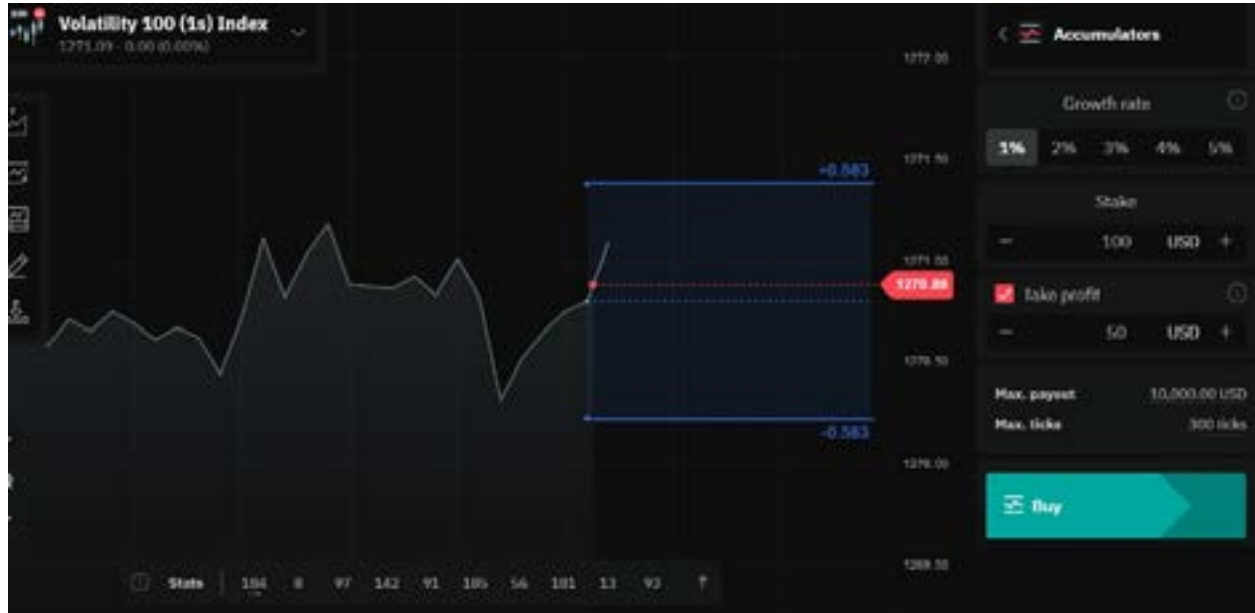 Volatility 100 (1s) Index
1271.09 - 0.00 (0.00%)
Accumulators
Growth rate
1% 2% 3% 4% 5%
Stake
- 100 USD +
Take profit
- 50 USD +
Max. payout 10,000.00 USD
Max. ticks 300 ticks
Buy
1272.00
1271.50
+0.583
1271.00
1270.86
1270.50
-0.583
1270.00
1269.50
Stats 184 8 97 142 91 185 56 181 13 93